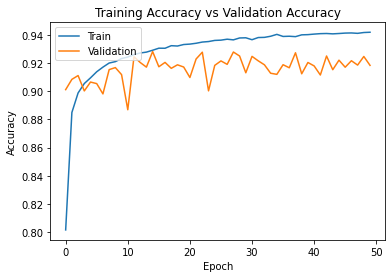 Training Accuracy vs Validation Accuracy
Train
Validation
0.94
0.92
0.90
0.88
0.86
0.84
0.82
0.80
Accuracy
0 10 20 30 40 50
Epoch